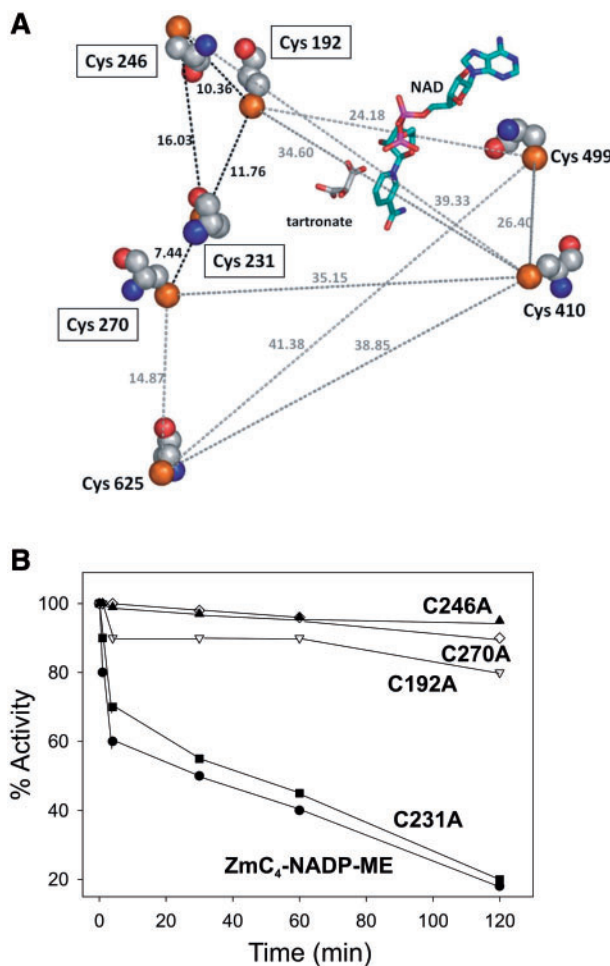 A
Cys 246
Cys 192
NAD
10.36
24.18
16.03
11.76
34.60
Cys 499
39.33
tartronate
26.40
7.44
Cys 231
35.15
Cys 270
Cys 410
41.38
38.85
14.87
Cys 625
B
100
C246A
C270A
C192A
80
% Activity
60
40
C231A
ZmC₄-NADP-ME
20
0 20 40 60 80 100 120
Time (min)